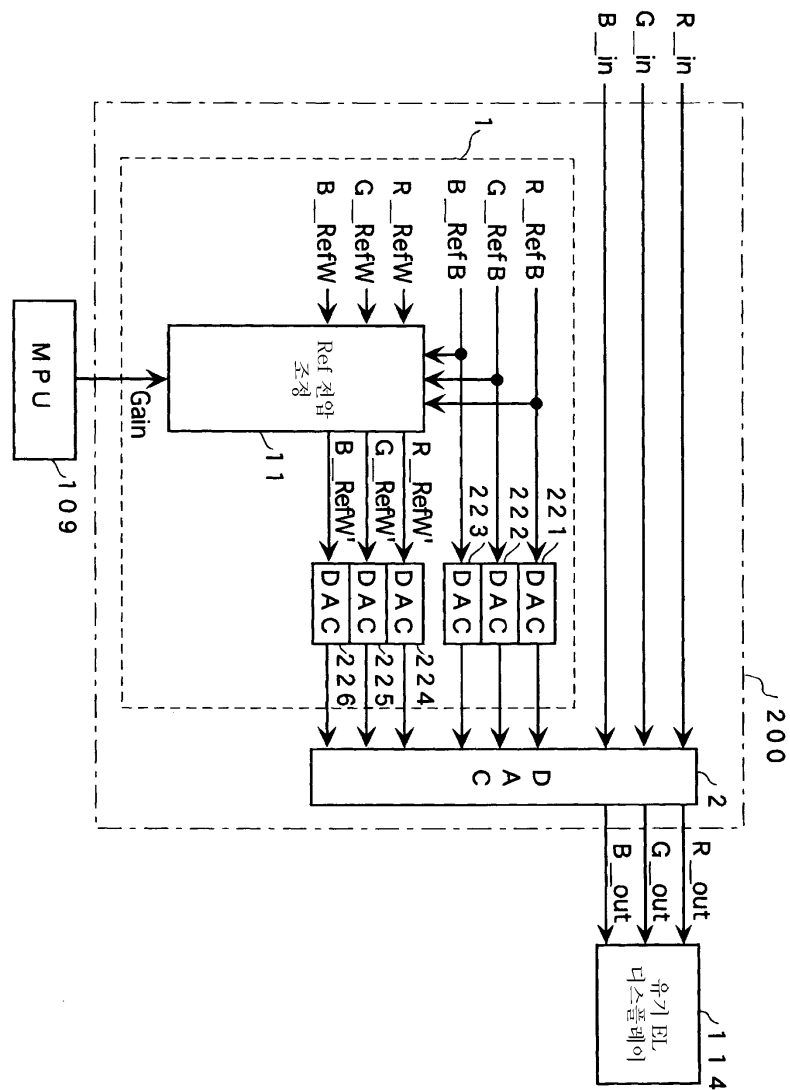 R_in
G_in
B_in
200
1
R_RefB
G_RefB
B_RefB
R_RefW
G_RefW
B_RefW
Ref 전압
조정
11
Gain
MPU
109
R_RefW'
G_RefW'
B_RefW'
221
222
223
DAC
DAC
DAC
224
225
226
DAC
DAC
DAC
DAC
2
R_out
G_out
B_out
유기 EL
디스플레이
114